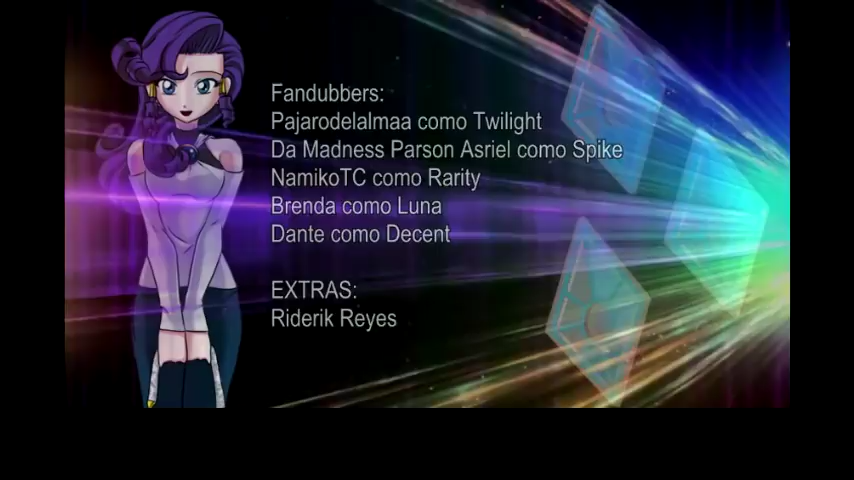 Fandubbers:
Pajarodelalmaa como Twilight
Da Madness Parson Asriel como Spike
NamikoTC como Rarity
Brenda como Luna
Dante como Decent
EXTRAS:
Riderik Reyes